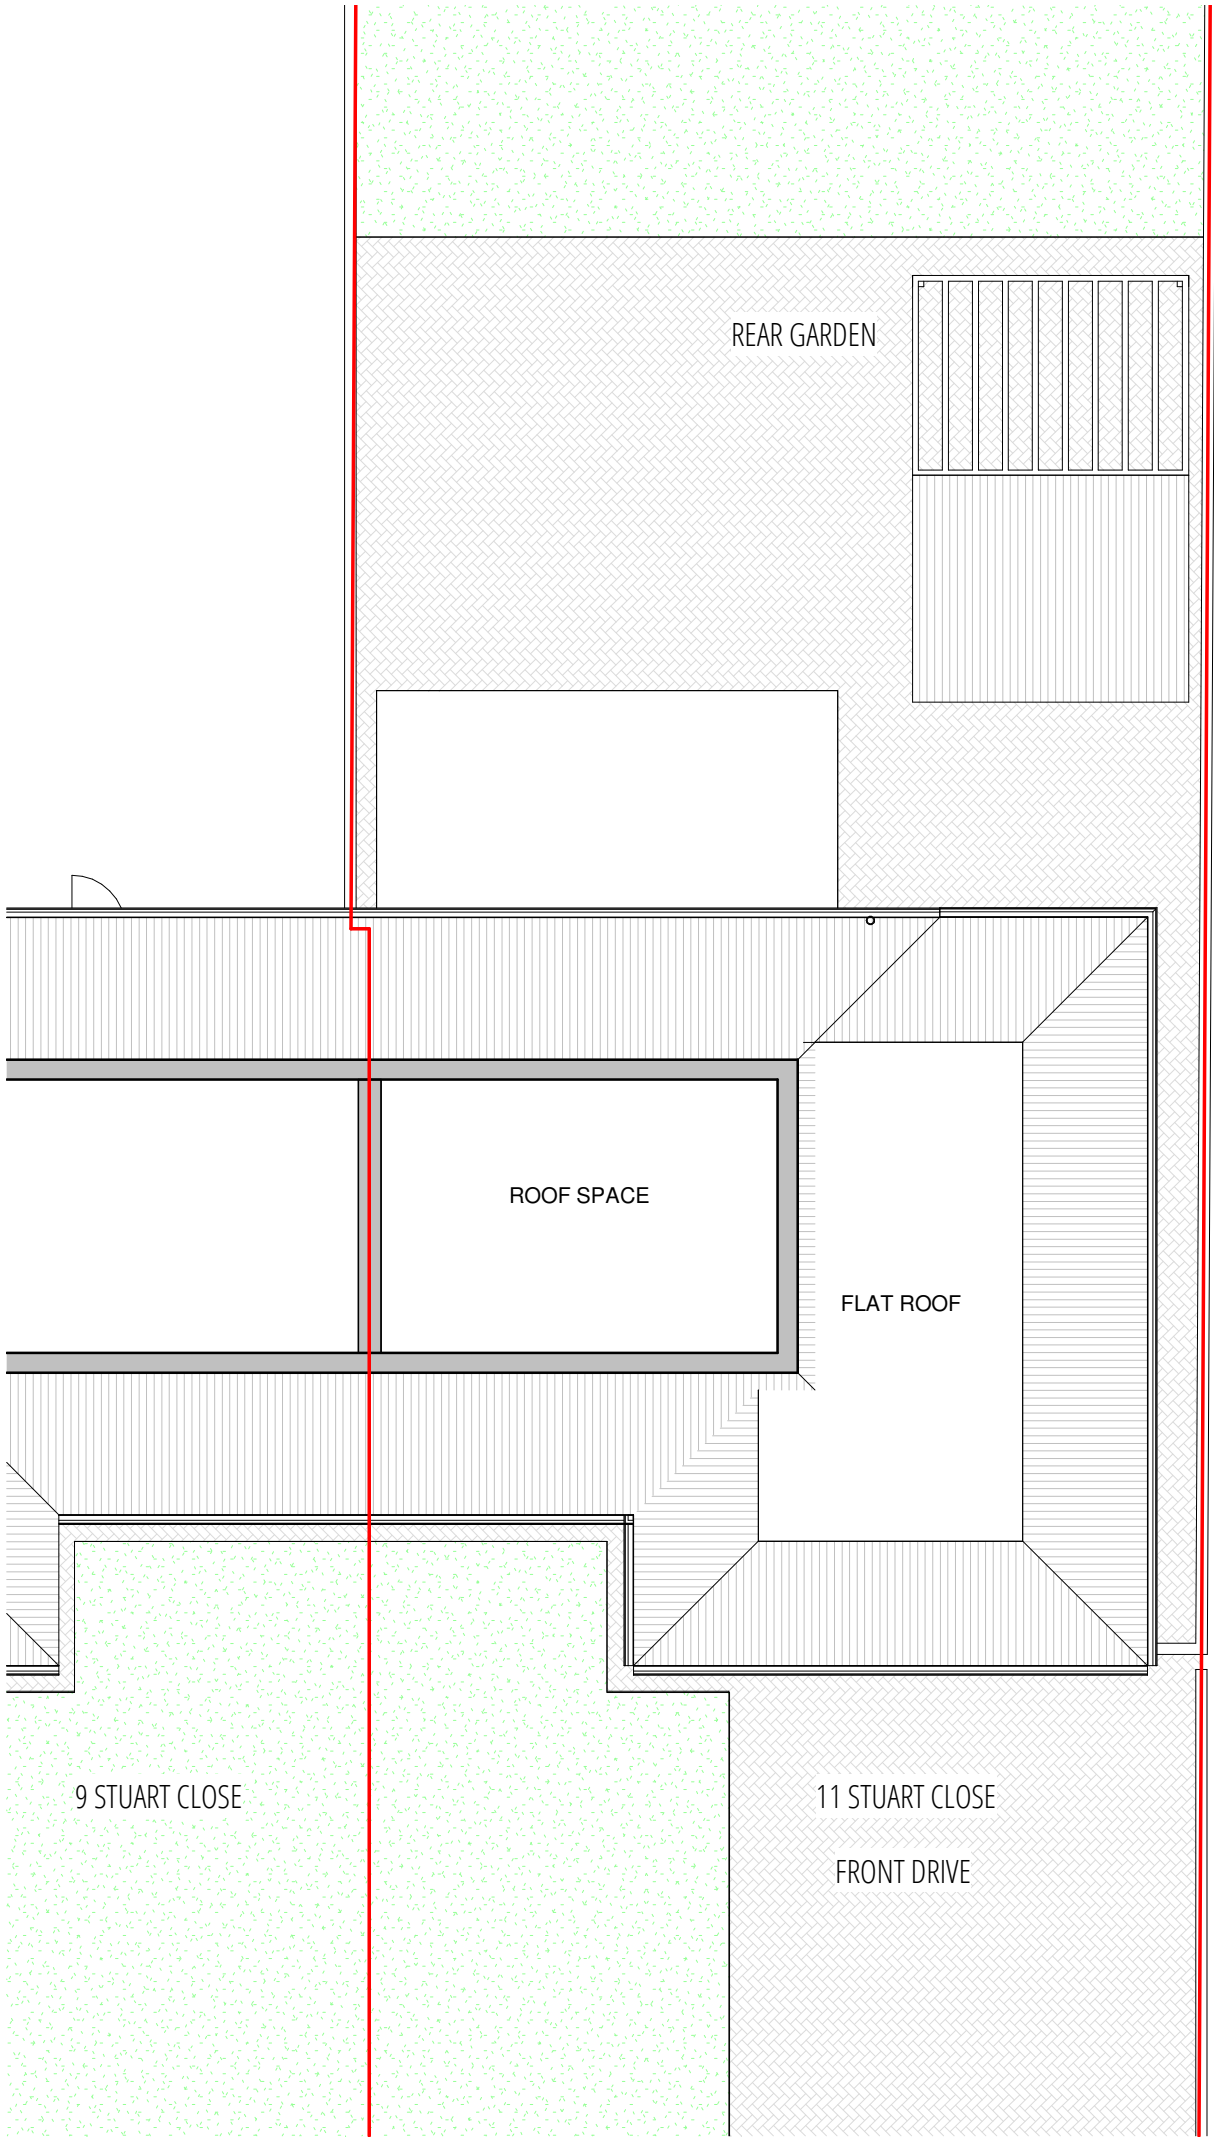 REAR GARDEN
ROOF SPACE
FLAT ROOF
9 STUART CLOSE
11 STUART CLOSE
FRONT DRIVE